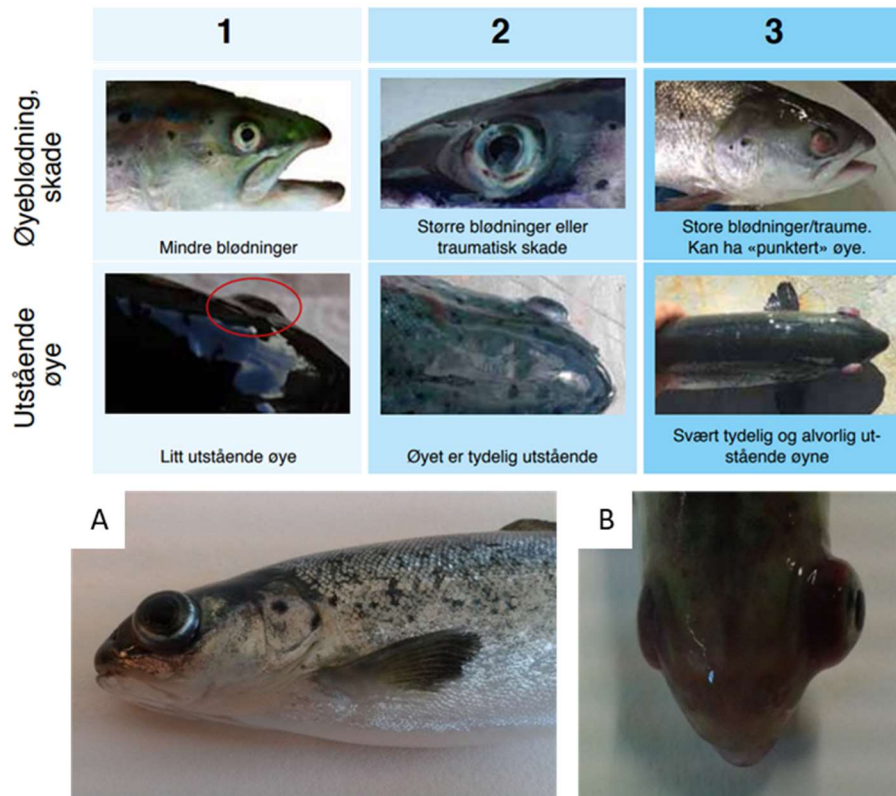 1
2
3
Øyeblødning,
skade
Mindre blødninger
Større blødninger eller
traumatisk skade
Store blødninger/traume.
Kan ha «punktert» øye.
Utstående
øye
Litt utstående øye
Øyet er tydelig utstående
Svært tydelig og alvorlig ut-
stående øyne
A
B